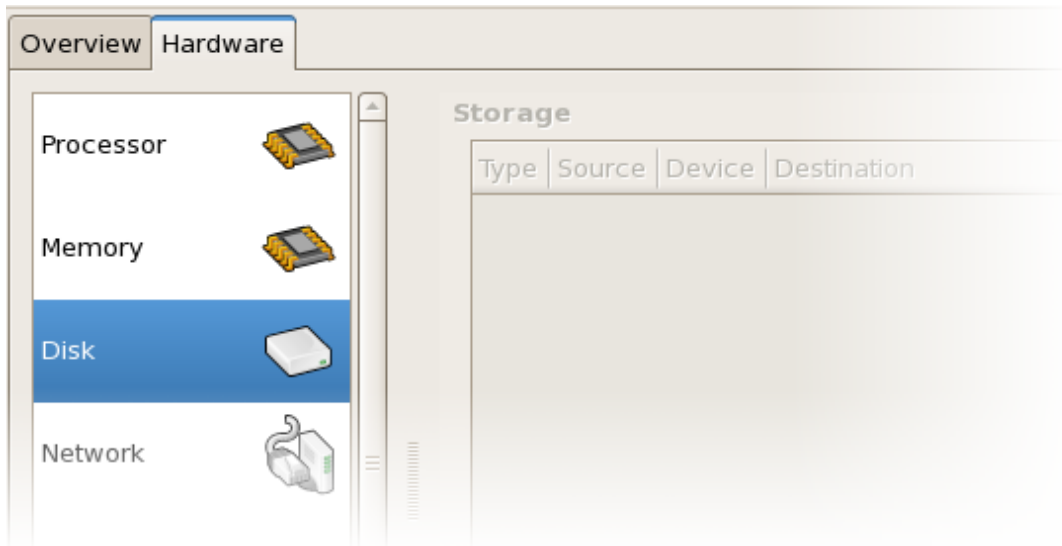 Overview Hardware
Processor
Memory
Disk
Network
Storage
Type Source Device Destination